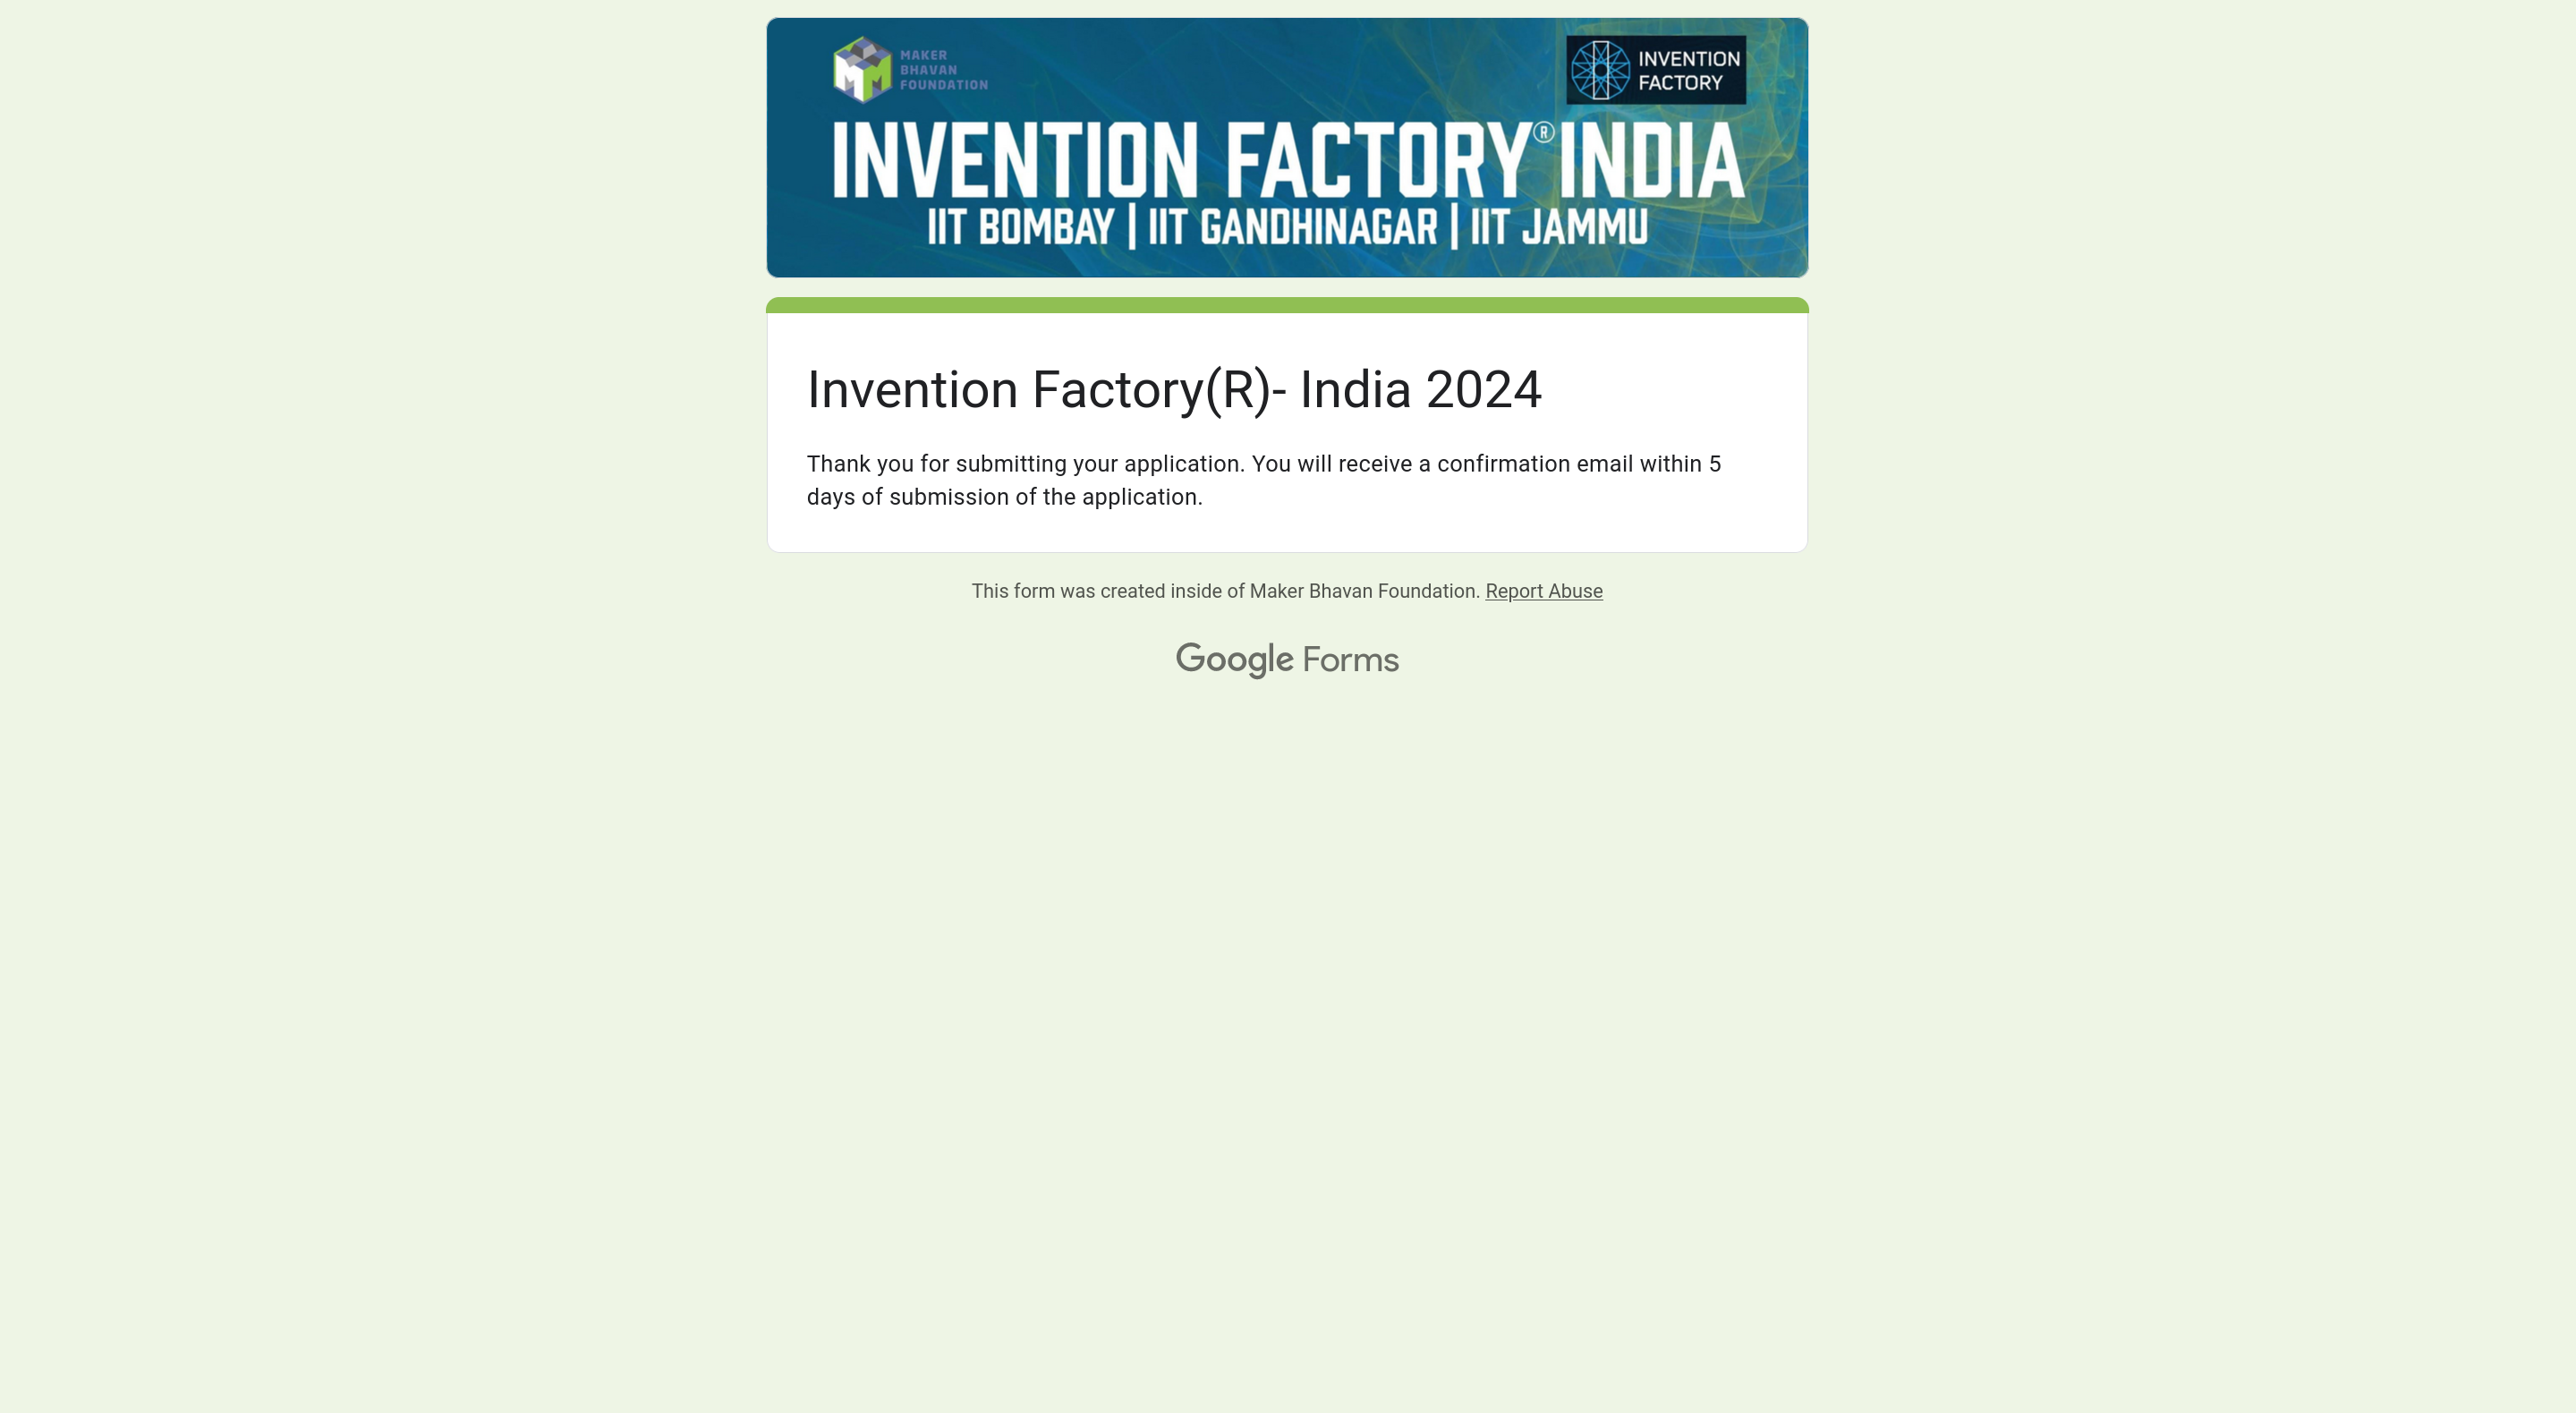 MAKER
BHAVAN
FOUNDATION
INVENTION
FACTORY
INVENTION FACTORY® INDIA
IIT BOMBAY | IIT GANDHINAGAR | IIT JAMMU
Invention Factory(R)- India 2024
Thank you for submitting your application. You will receive a confirmation email within 5
days of submission of the application.
This form was created inside of Maker Bhavan Foundation. Report Abuse
Google Forms